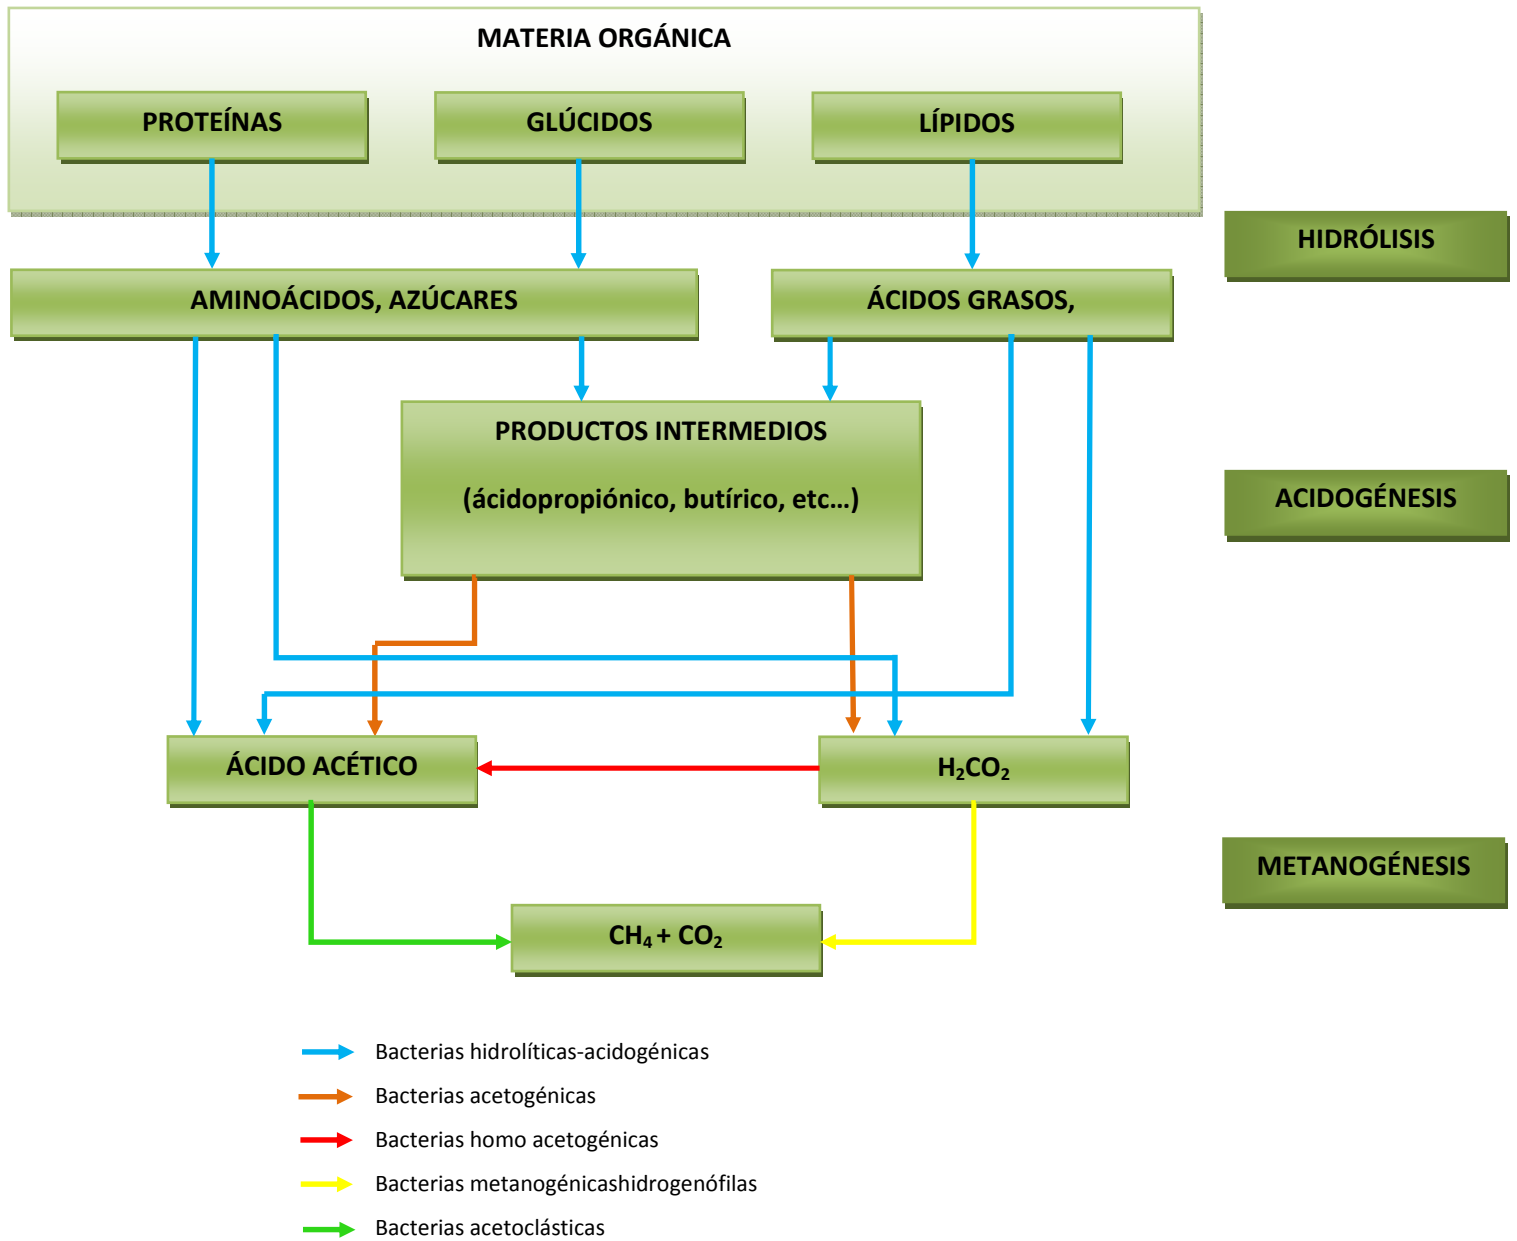 MATERIA ORGÁNICA
PROTEÍNAS
GLÚCIDOS
LÍPIDOS
HIDRÓLISIS
AMINOÁCIDOS, AZÚCARES
ÁCIDOS GRASOS,
PRODUCTOS INTERMEDIOS
(ácidopropiónico, butírico, etc...)
ACIDOGÉNESIS
ÁCIDO ACÉTICO
H₂CO₂
METANOGÉNESIS
CH₄ + CO₂
Bacterias hidrolíticas-acidogénicas
Bacterias acetogénicas
Bacterias homo acetogénicas
Bacterias metanogénicashidrogenófilas
Bacterias acetoclásticas